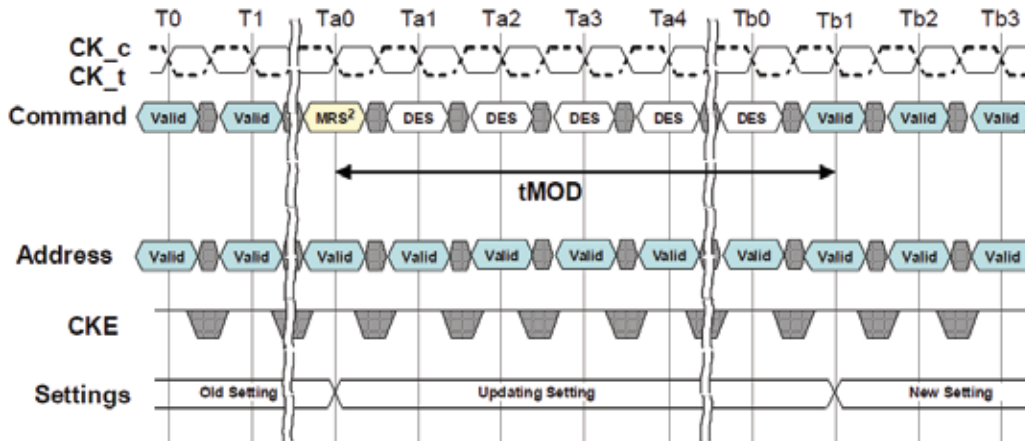 T0 T1 Ta0 Ta1 Ta2 Ta3 Ta4 Tb0 Tb1 Tb2 Tb3
CK_c
CK_t
Command Valid Valid MRS² DES DES DES DES DES Valid Valid Valid
tMOD
Address Valid Valid Valid Valid Valid Valid Valid Valid Valid Valid Valid
CKE
Settings Old Setting Updating Setting New Setting